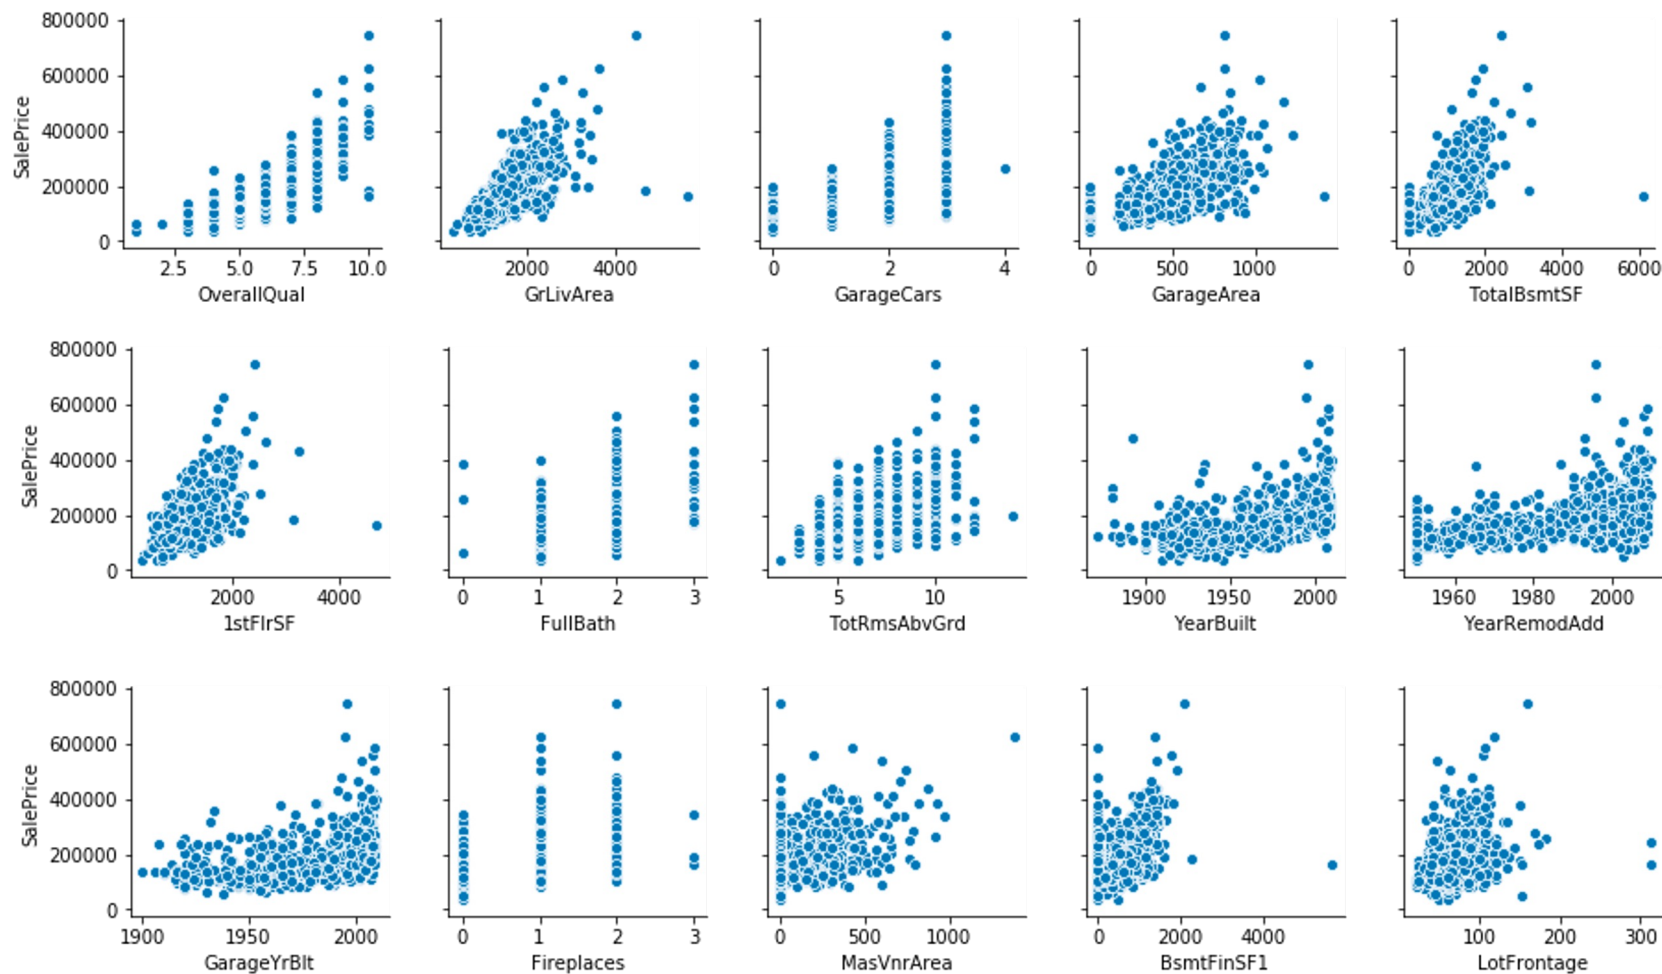 800000
600000
400000
200000
0
SalePrice
2.5 5.0 7.5 10.0
OverallQual
2000 4000
GrLivArea
0 2 4
GarageCars
0 500 1000
GarageArea
0 2000 4000 6000
TotalBsmtSF
800000
600000
400000
200000
0
SalePrice
2000 4000
1stFlrSF
0 1 2 3
FullBath
5 10
TotRmsAbvGrd
1900 1950 2000
YearBuilt
1960 1980 2000
YearRemodAdd
800000
600000
400000
200000
0
SalePrice
1900 1950 2000
GarageYrBlt
0 1 2 3
Fireplaces
0 500 1000
MasVnrArea
0 2000 4000
BsmtFinSF1
100 200 300
LotFrontage